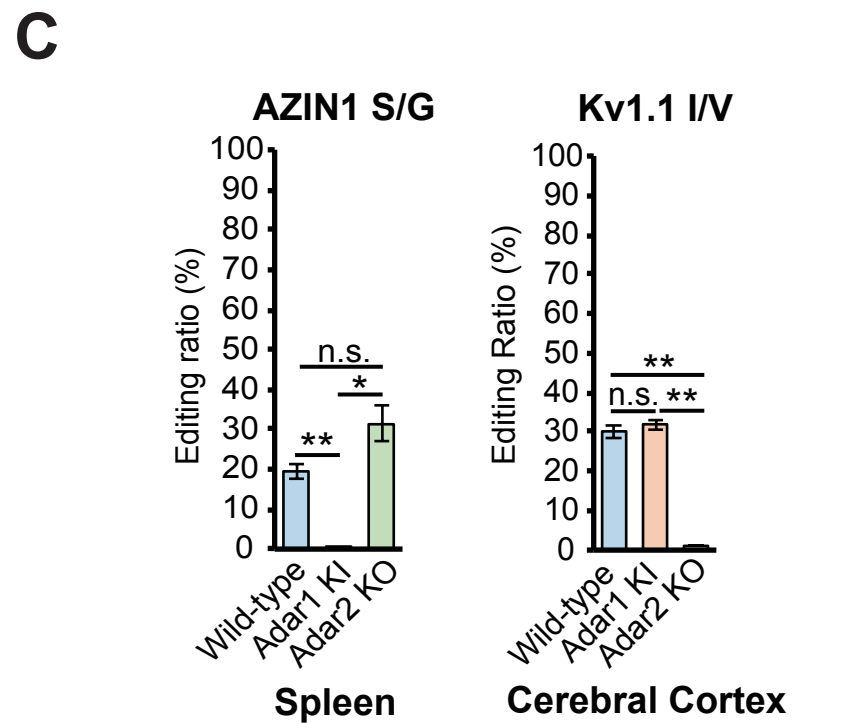 C
AZIN1 S/G
Editing ratio (%)
100
90
80
70
60
50
40
30
20
10
0
n.s.
*
**
Wild-type
Adar1 KI
Adar2 KO
Spleen
Kv1.1 I/V
Editing Ratio (%)
100
90
80
70
60
50
40
30
20
10
0
**
n.s. **
Wild-type
Adar1 KI
Adar2 KO
Cerebral Cortex